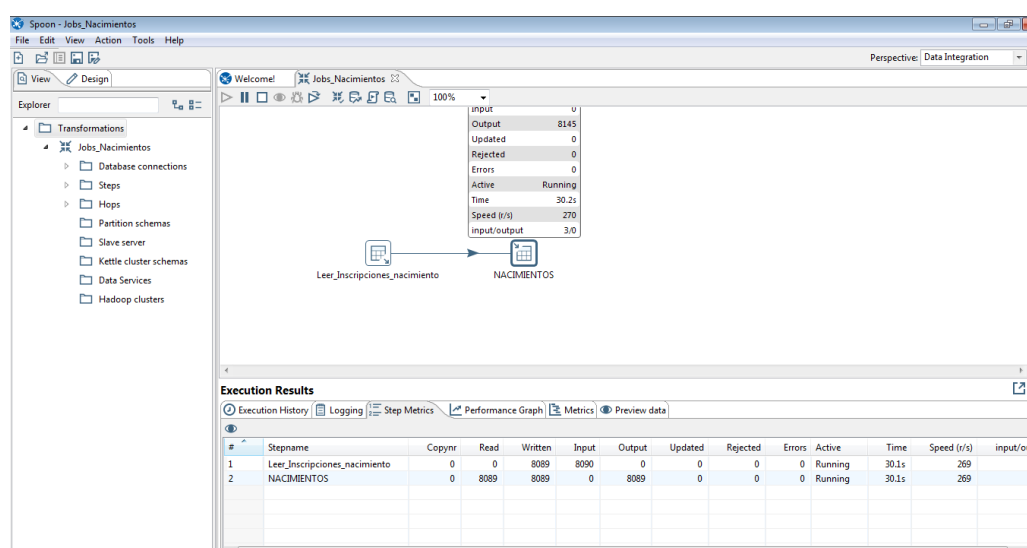 Spoon - Jobs_Nacimientos
File Edit View Action Tools Help
Perspective: Data Integration
View Design
Welcome! Jobs_Nacimientos
Explorer
100%
Transformations
Jobs_Nacimientos
Database connections
Steps
Hops
Partition schemas
Slave server
Kettle cluster schemas
Data Services
Hadoop clusters
Input 0
Output 8145
Updated 0
Rejected 0
Errors 0
Active Running
Time 30.2s
Speed (r/s) 270
input/output 3/0
Leer_Inscripciones_nacimiento NACIMIENTOS
Execution Results
Execution History Logging Step Metrics Performance Graph Metrics Preview data
# Stepname Copynr Read Written Input Output Updated Rejected Errors Active Time Speed (r/s) input/o
1 Leer_Inscripciones_nacimiento 0 0 8089 8090 0 0 0 0 Running 30.1s 269
2 NACIMIENTOS 0 8089 8089 0 8089 0 0 0 Running 30.1s 269